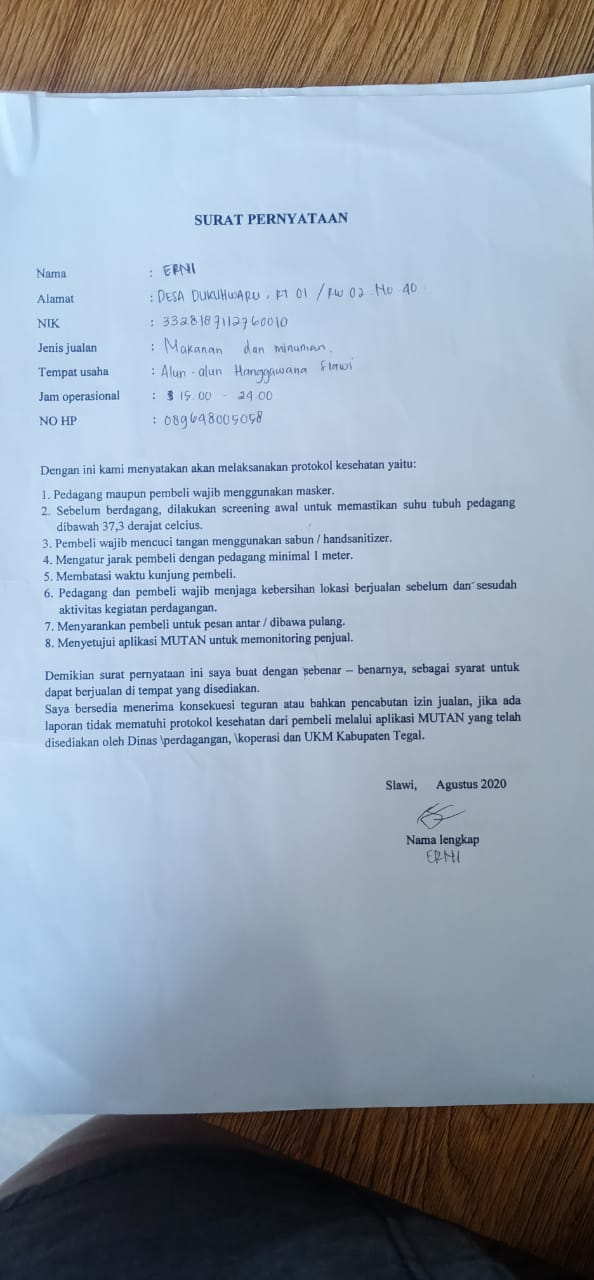 SURAT PERNYATAAN
Nama : ERNI
Alamat : DESA DUKUHWARU, RT 01 / RW 02 . No 40
NIK : 3328187112760010
Jenis jualan : Makanan dan minuman.
Tempat usaha : Alun - alun Hanggawana Slawi
Jam operasional : 15.00 - 24.00
NO HP : 089648005058
Dengan ini kami menyatakan akan melaksanakan protokol kesehatan yaitu:
1. Pedagang maupun pembeli wajib menggunakan masker.
2. Sebelum berdagang, dilakukan screening awal untuk memastikan suhu tubuh pedagang
dibawah 37,3 derajat celcius.
3. Pembeli wajib mencuci tangan menggunakan sabun / handsanitizer.
4. Mengatur jarak pembeli dengan pedagang minimal 1 meter.
5. Membatasi waktu kunjung pembeli.
6. Pedagang dan pembeli wajib menjaga kebersihan lokasi berjualan sebelum dan sesudah
aktivitas kegiatan perdagangan.
7. Menyarankan pembeli untuk pesan antar / dibawa pulang.
8. Menyetujui aplikasi MUTAN untuk memonitoring penjual.
Demikian surat pernyataan ini saya buat dengan sebenar – benarnya, sebagai syarat untuk
dapat berjualan di tempat yang disediakan.
Saya bersedia menerima konsekuesi teguran atau bahkan pencabutan izin jualan, jika ada
laporan tidak mematuhi protokol kesehatan dari pembeli melalui aplikasi MUTAN yang telah
disediakan oleh Dinas \perdagangan, \koperasi dan UKM Kabupaten Tegal.
Slawi, Agustus 2020
Nama lengkap
ERNI